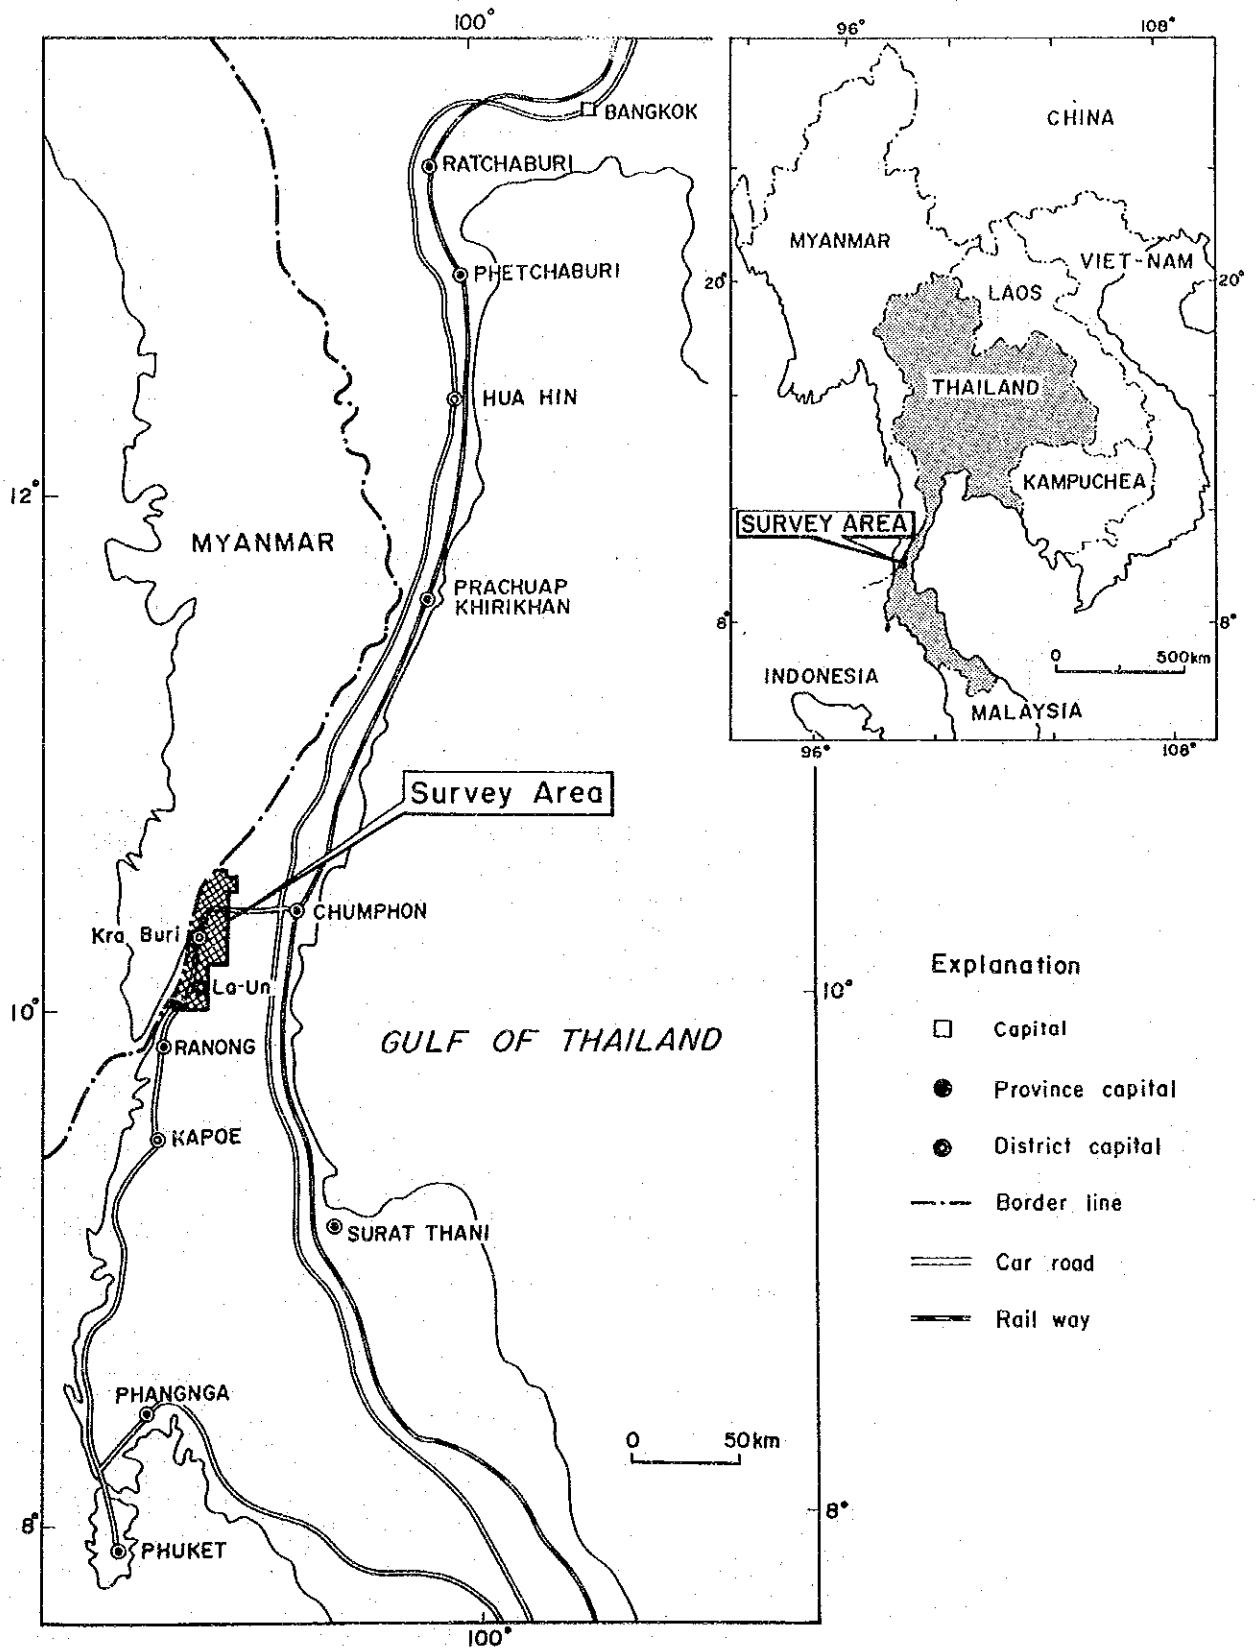 100°
BANGKOK
RATCHABURI
PHETCHABURI
HUA HIN
12°
MYANMAR
PRACHUAP
KHIRIKHAN
Survey Area
CHUMPHON
Kra Buri
La-Un
10°
10°
RANONG
GULF OF THAILAND
KAPOE
SURAT THANI
PHANGNGA
0 50km
8°
8°
PHUKET
100°
96° 108°
CHINA
MYANMAR
VIET-NAM
20° 20°
LAOS
THAILAND
KAMPUCHEA
SURVEY AREA
8° 8°
0 500km
INDONESIA
MALAYSIA
96° 108°
Explanation
Capital
Province capital
District capital
Border line
Car road
Rail way